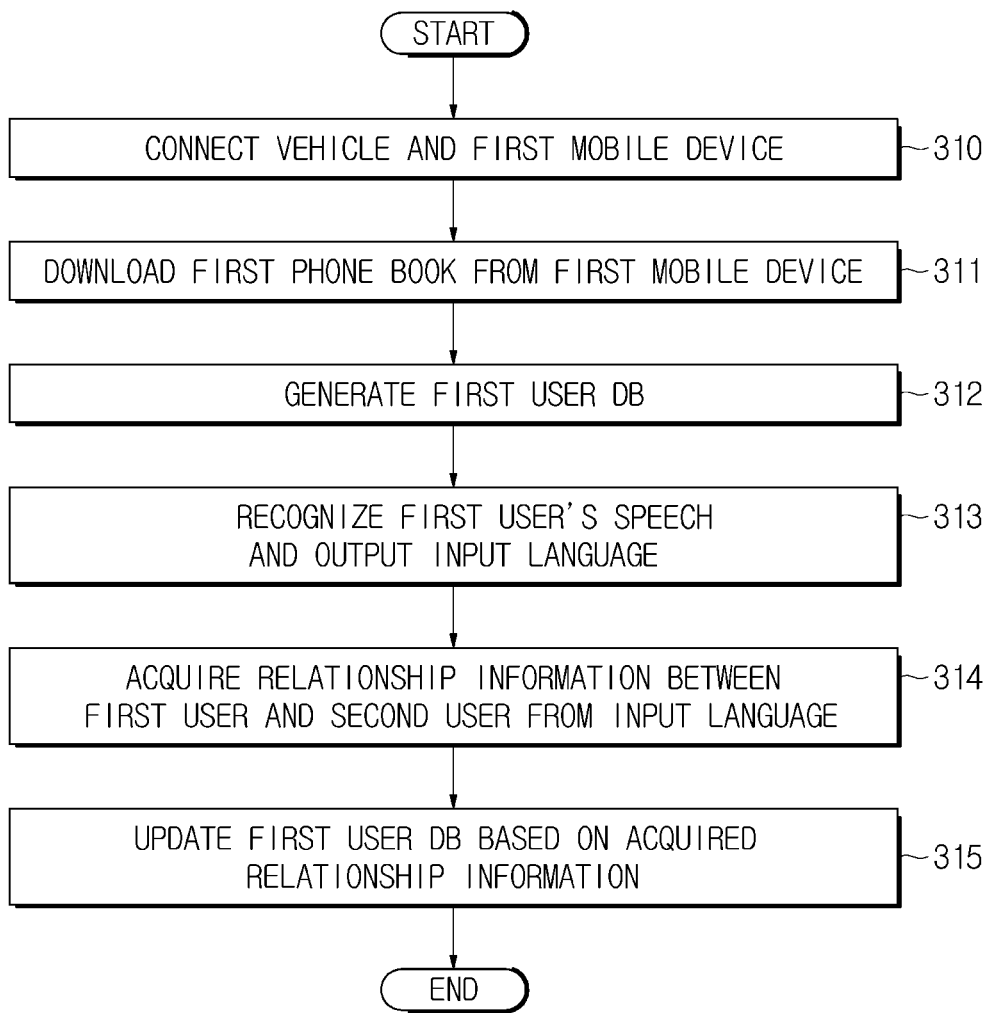 START
CONNECT VEHICLE AND FIRST MOBILE DEVICE
310
DOWNLOAD FIRST PHONE BOOK FROM FIRST MOBILE DEVICE
311
GENERATE FIRST USER DB
312
RECOGNIZE FIRST USER'S SPEECH
AND OUTPUT INPUT LANGUAGE
313
ACQUIRE RELATIONSHIP INFORMATION BETWEEN
FIRST USER AND SECOND USER FROM INPUT LANGUAGE
314
UPDATE FIRST USER DB BASED ON ACQUIRED
RELATIONSHIP INFORMATION
315
END